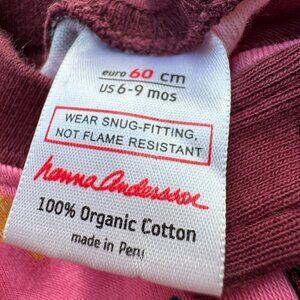 euro 60 cm
US 6-9 mos
WEAR SNUG-FITTING,
NOT FLAME RESISTANT
hanna andersson
100% Organic Cotton
made in Peru